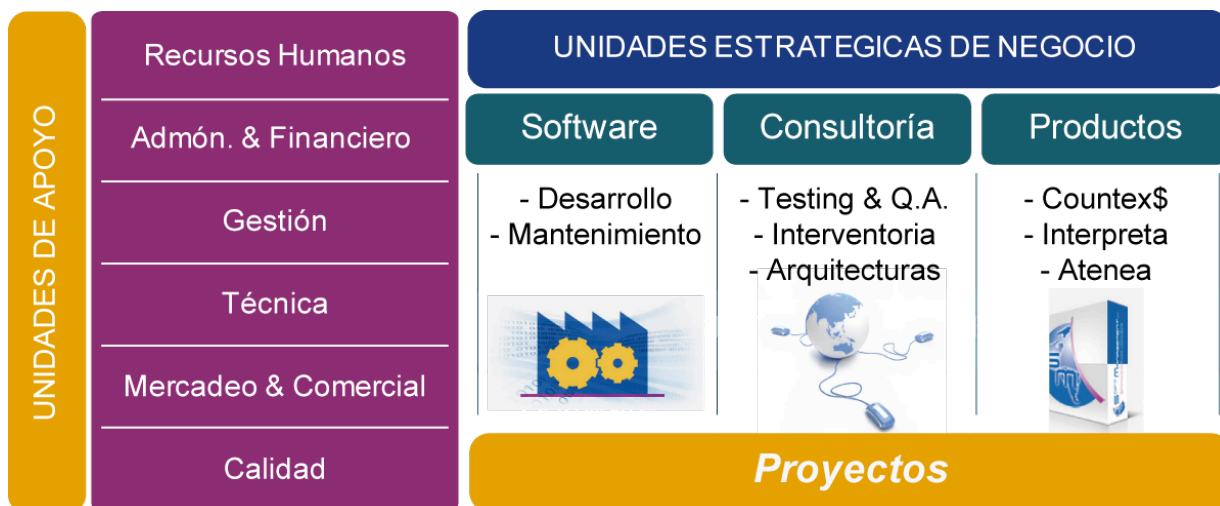 UNIDADES DE APOYO
Recursos Humanos
Admón. & Financiero
Gestión
Técnica
Mercadeo & Comercial
Calidad
UNIDADES ESTRATEGICAS DE NEGOCIO
Software
- Desarrollo
- Mantenimiento
Consultoría
- Testing & Q.A.
- Interventoria
- Arquitecturas
Productos
- Countex$
- Interpreta
- Atenea
Proyectos